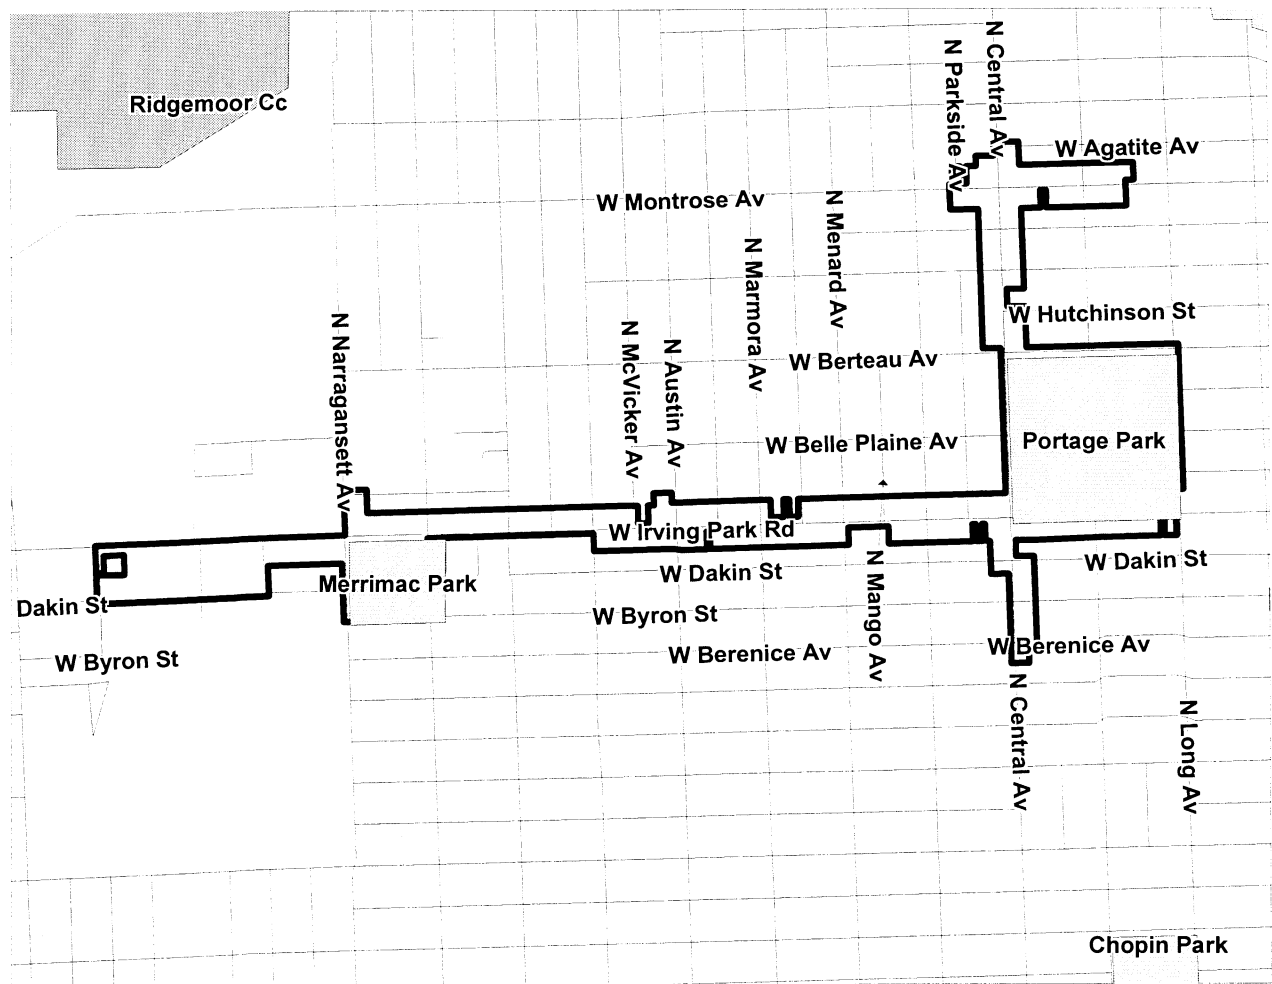 Ridgemoor Cc
N Central Av
N Parkside Av
W Agatite Av
W Montrose Av
N Menard Av
N Marmora Av
W Hutchinson St
N Narragansett Av
N McVicker Av
N Austin Av
W Berteau Av
W Belle Plaine Av
Portage Park
W Irving Park Rd
W Dakin St
W Dakin St
Merrimac Park
Dakin St
W Byron St
N Mango Av
W Berenice Av
W Berenice Av
W Byron St
N Central Av
N Long Av
Chopin Park